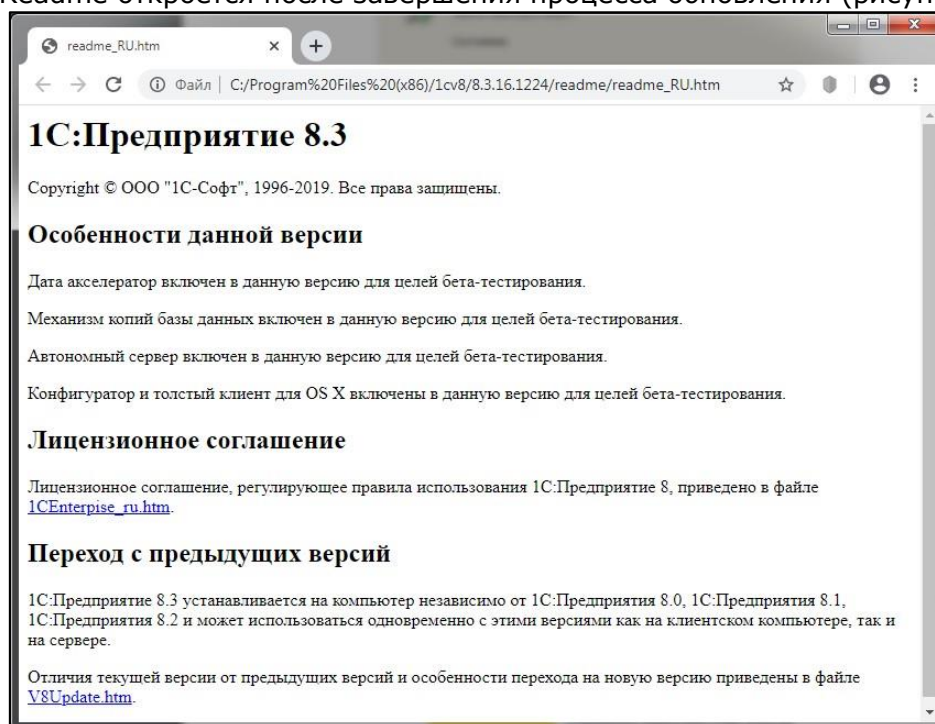 Readme откроется после завершения процесса обновления (рисун
readme_RU.htm
Файл | C:/Program%20Files%20(x86)/1cv8/8.3.16.1224/readme/readme_RU.htm
1С:Предприятие 8.3
Copyright © ООО "1С-Софт", 1996-2019. Все права защищены.
Особенности данной версии
Дата акселератор включен в данную версию для целей бета-тестирования.
Механизм копий базы данных включен в данную версию для целей бета-тестирования.
Автономный сервер включен в данную версию для целей бета-тестирования.
Конфигуратор и толстый клиент для OS X включены в данную версию для целей бета-тестирования.
Лицензионное соглашение
Лицензионное соглашение, регулирующее правила использования 1С:Предприятие 8, приведено в файле
1CEnterpise_ru.htm.
Переход с предыдущих версий
1С:Предприятие 8.3 устанавливается на компьютер независимо от 1С:Предприятия 8.0, 1С:Предприятия 8.1,
1С:Предприятия 8.2 и может использоваться одновременно с этими версиями как на клиентском компьютере, так и
на сервере.
Отличия текущей версии от предыдущих версий и особенности перехода на новую версию приведены в файле
V8Update.htm.